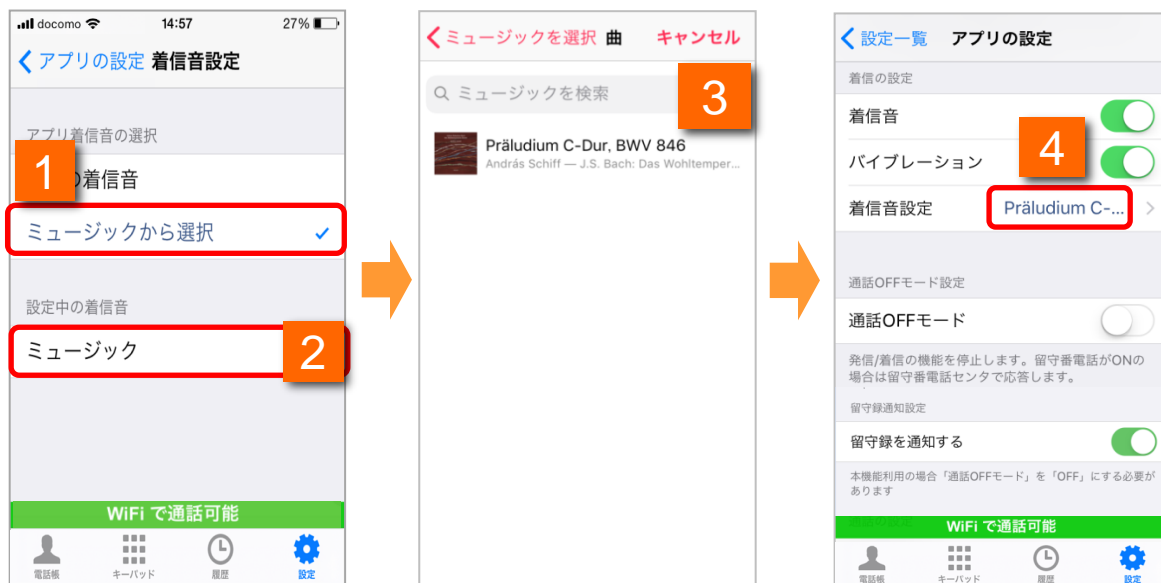 docomo 14:57 27%
アプリの設定 着信音設定
アプリ着信音の選択
1
の着信音
ミュージックから選択
設定中の着信音
ミュージック
2
WiFi で通話可能
電話帳 キーパッド 履歴 設定
ミュージックを選択 曲 キャンセル
ミュージックを検索
3
Präludium C-Dur, BWV 846
András Schiff — J.S. Bach: Das Wohltemper...
設定一覧 アプリの設定
着信の設定
着信音
4
バイブレーション
着信音設定 Präludium C-...
通話OFFモード設定
通話OFFモード
発信/着信の機能を停止します。留守番電話がONの
場合は留守番電話センタで応答します。
留守録通知設定
留守録を通知する
本機能利用の場合「通話OFFモード」を「OFF」にする必要が
あります
通話の設定
WiFi で通話可能
電話帳 キーパッド 履歴 設定